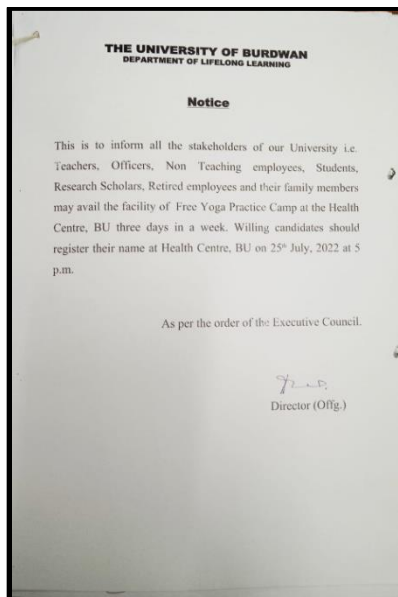 THE UNIVERSITY OF BURDWAN
DEPARTMENT OF LIFELONG LEARNING
Notice
This is to inform all the stakeholders of our University i.e.
Teachers, Officers, Non Teaching employees, Students,
Research Scholars, Retired employees and their family members
may avail the facility of Free Yoga Practice Camp at the Health
Centre, BU three days in a week. Willing candidates should
register their name at Health Centre, BU on 25th July, 2022 at 5
p.m.
As per the order of the Executive Council.
Director (Offg.)